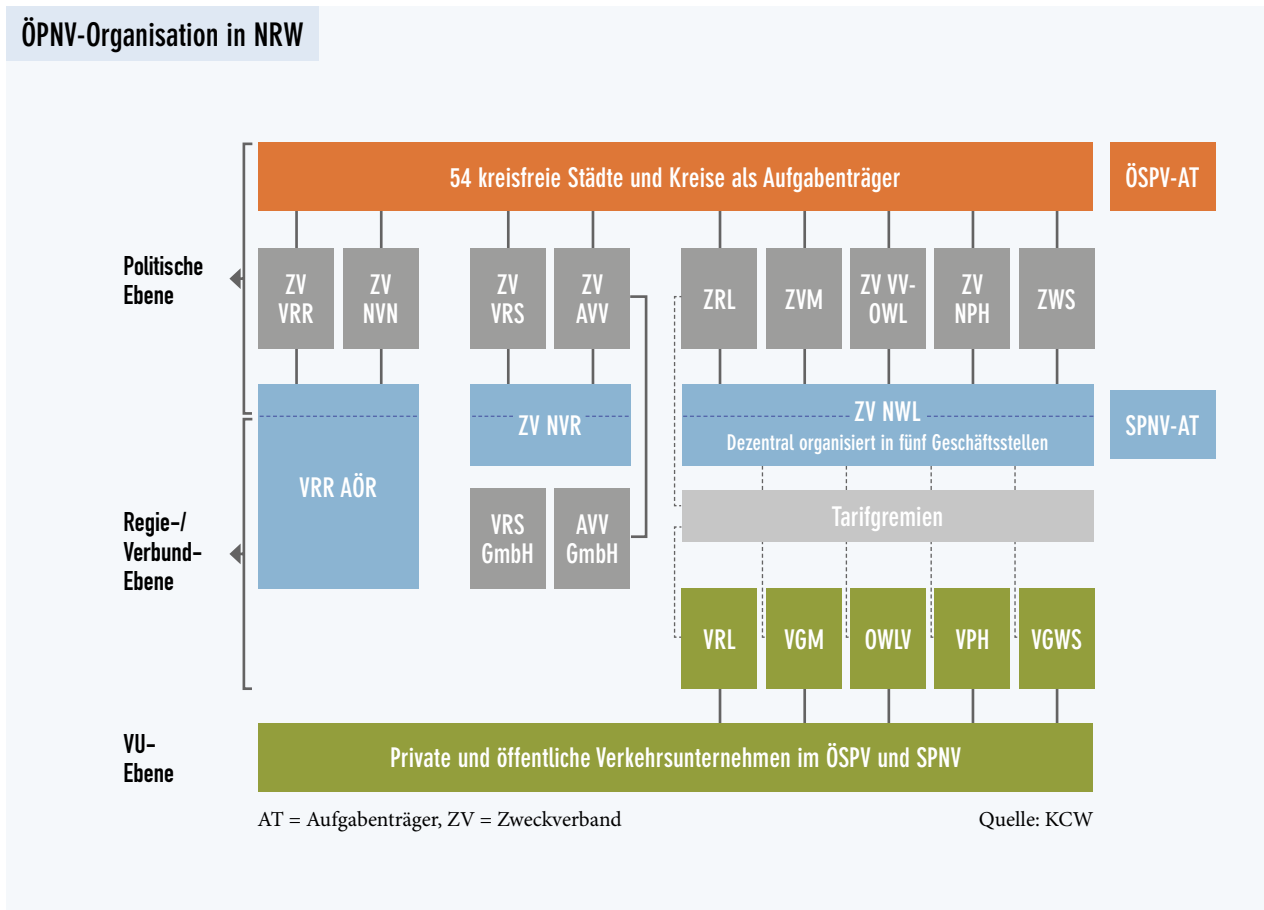 ÖPNV-Organisation in NRW
54 kreisfreie Städte und Kreise als Aufgabenträger
ÖSPV-AT
Politische
Ebene
ZV
VRR
ZV
NVN
ZV
VRS
ZV
AVV
ZRL
ZVM
ZV VV-
OWL
ZV
NPH
ZWS
VRR AÖR
ZV NVR
ZV NWL
Dezentral organisiert in fünf Geschäftsstellen
SPNV-AT
Regie-/
Verbund-
Ebene
VRS
GmbH
AVV
GmbH
Tarifgremien
VRL
VGM
OWLV
VPH
VGWS
VU-
Ebene
Private und öffentliche Verkehrsunternehmen im ÖSPV und SPNV
AT = Aufgabenträger, ZV = Zweckverband
Quelle: KCW